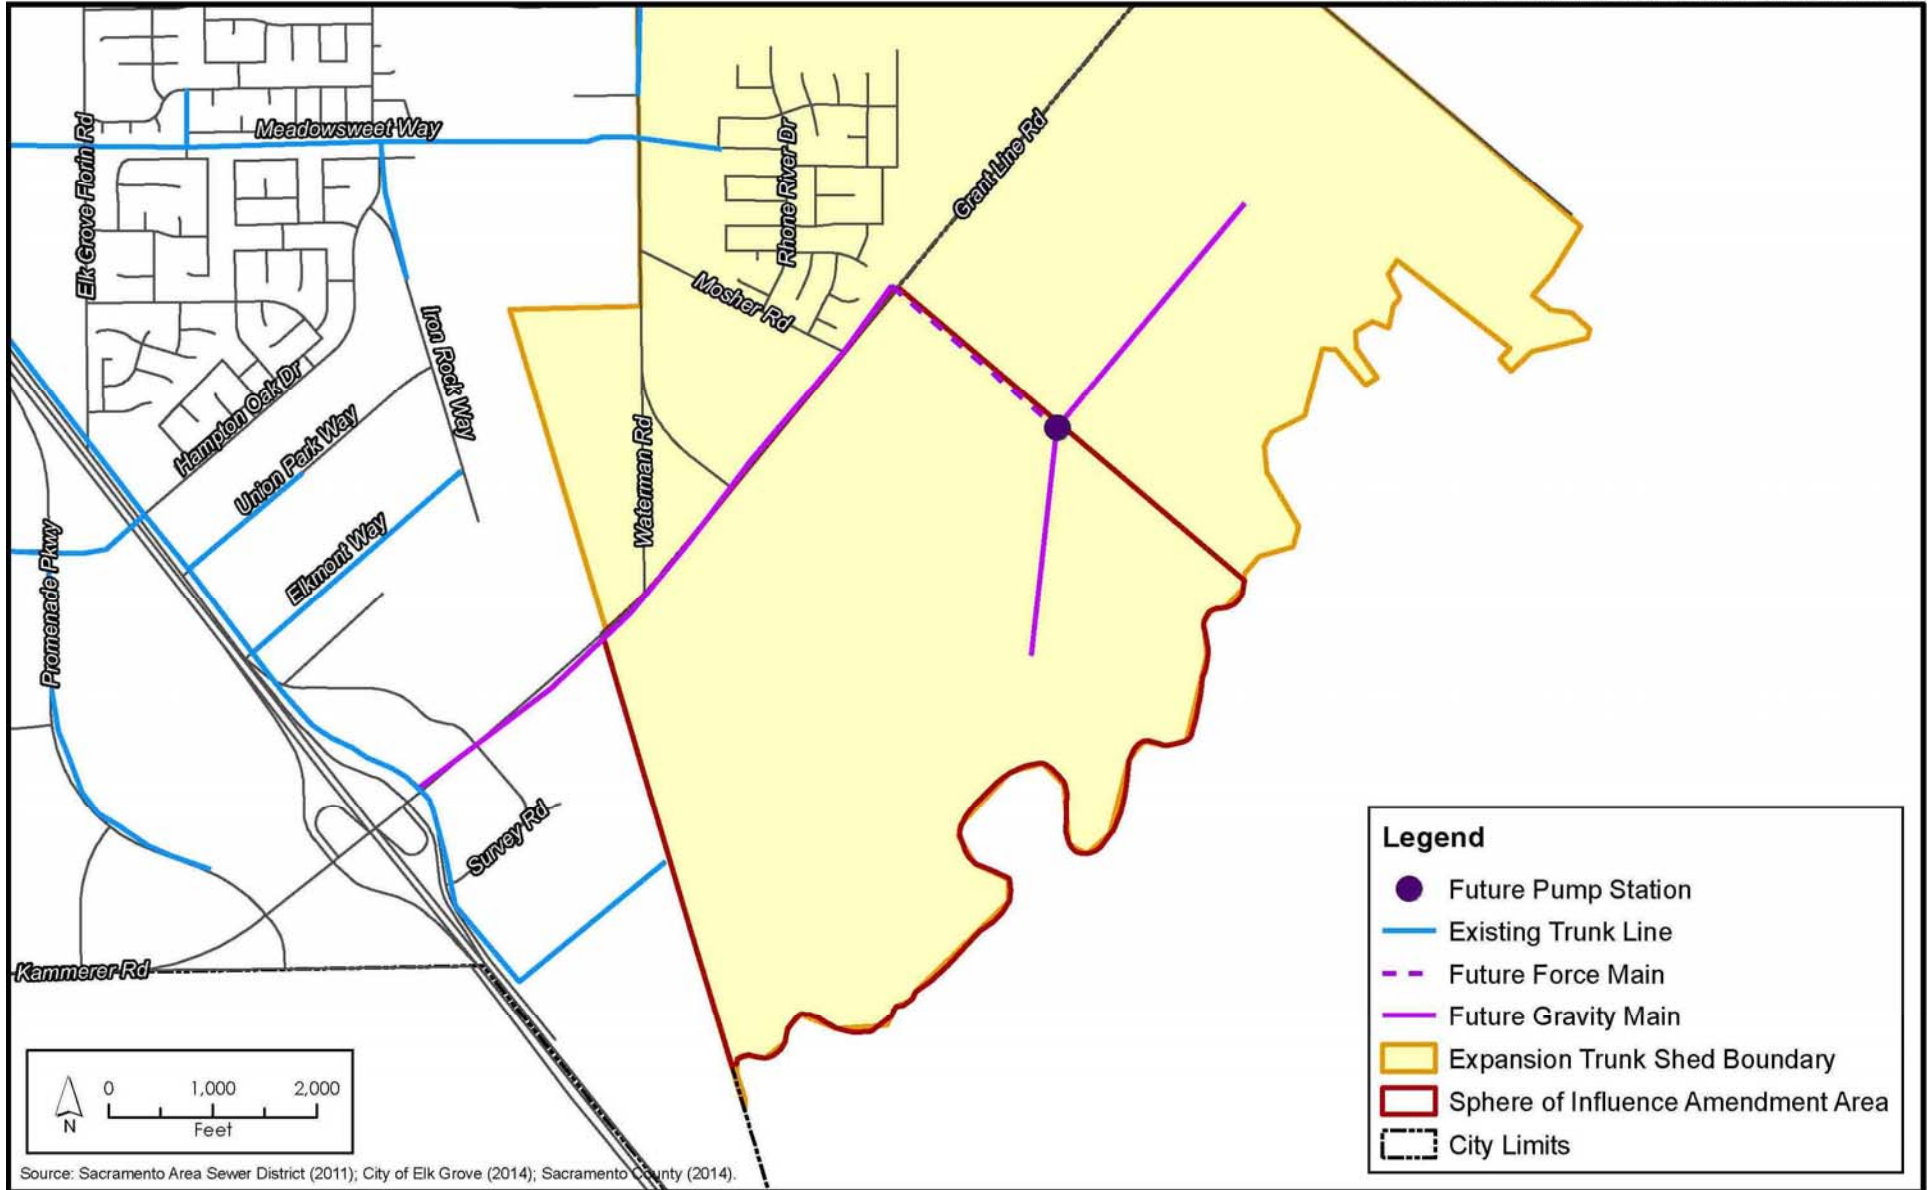 Meadowsweet Way
Elk Grove Florin Rd
Rhone River Dr
Grant Line Rd
Mosher Rd
Iron Rock Way
Hampton Oak Dr
Union Park Way
Waterman Rd
Elkmont Way
Promenade Pkwy
Survey Rd
Kammerer Rd
Legend
Future Pump Station
Existing Trunk Line
Future Force Main
Future Gravity Main
Expansion Trunk Shed Boundary
Sphere of Influence Amendment Area
City Limits
0 1,000 2,000
N Feet
Source: Sacramento Area Sewer District (2011); City of Elk Grove (2014); Sacramento County (2014).